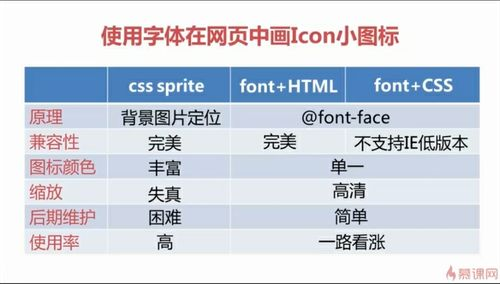 使用字体在网页中画Icon小图标
css sprite font+HTML font+CSS
原理 背景图片定位 @font-face
兼容性 完美 完美 不支持IE低版本
图标颜色 丰富 单一
缩放 失真 高清
后期维护 困难 简单
使用率 高 一路看涨
慕课网